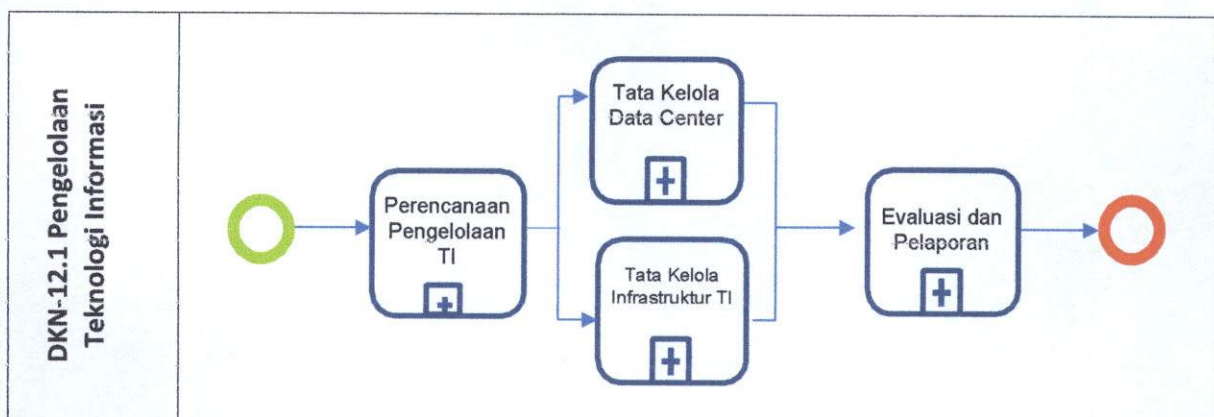 DKN-12.1 Pengelolaan
Teknologi Informasi
Perencanaan
Pengelolaan
TI
Tata Kelola
Data Center
Tata Kelola
Infrastruktur TI
Evaluasi dan
Pelaporan